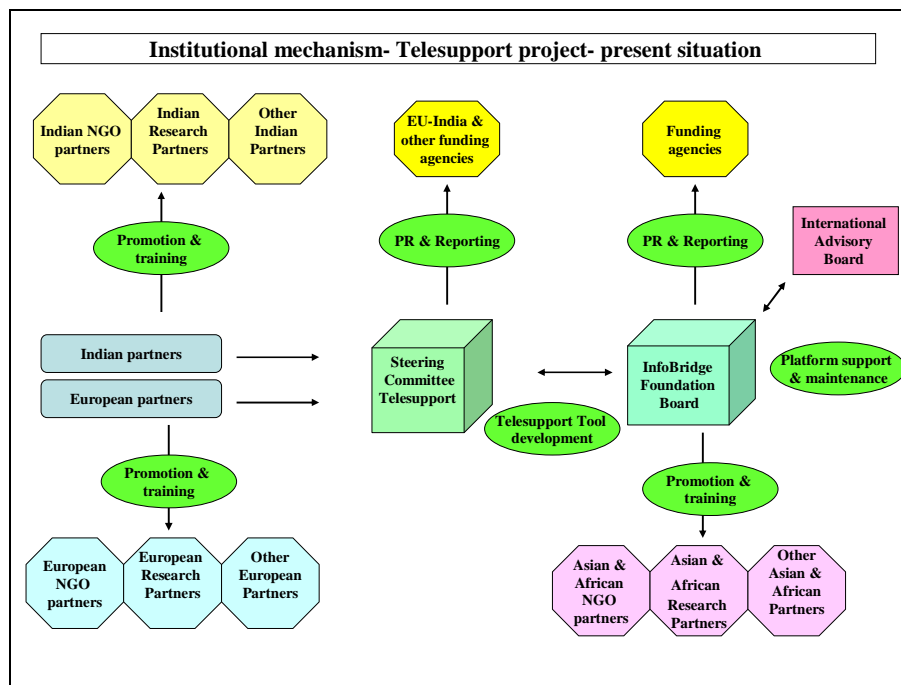 Institutional mechanism- Telesupport project- present situation
Indian NGO
partners
Indian
Research
Partners
Other
Indian
Partners
EU-India &
other funding
agencies
Funding
agencies
Promotion &
training
PR & Reporting
PR & Reporting
International
Advisory
Board
Indian partners
European partners
Steering
Committee
Telesupport
InfoBridge
Foundation
Board
Platform support
& maintenance
Telesupport Tool
development
Promotion &
training
Promotion &
training
European
NGO
partners
European
Research
Partners
Other
European
Partners
Asian &
African NGO
partners
Asian &
African
Research
Partners
Other
Asian &
African
Partners